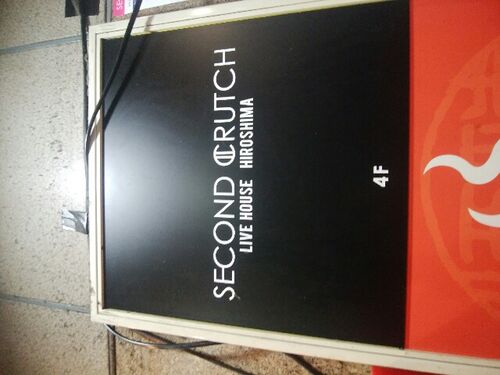 SECOND CRUTCH
LIVE HOUSE HIROSHIMA
4F